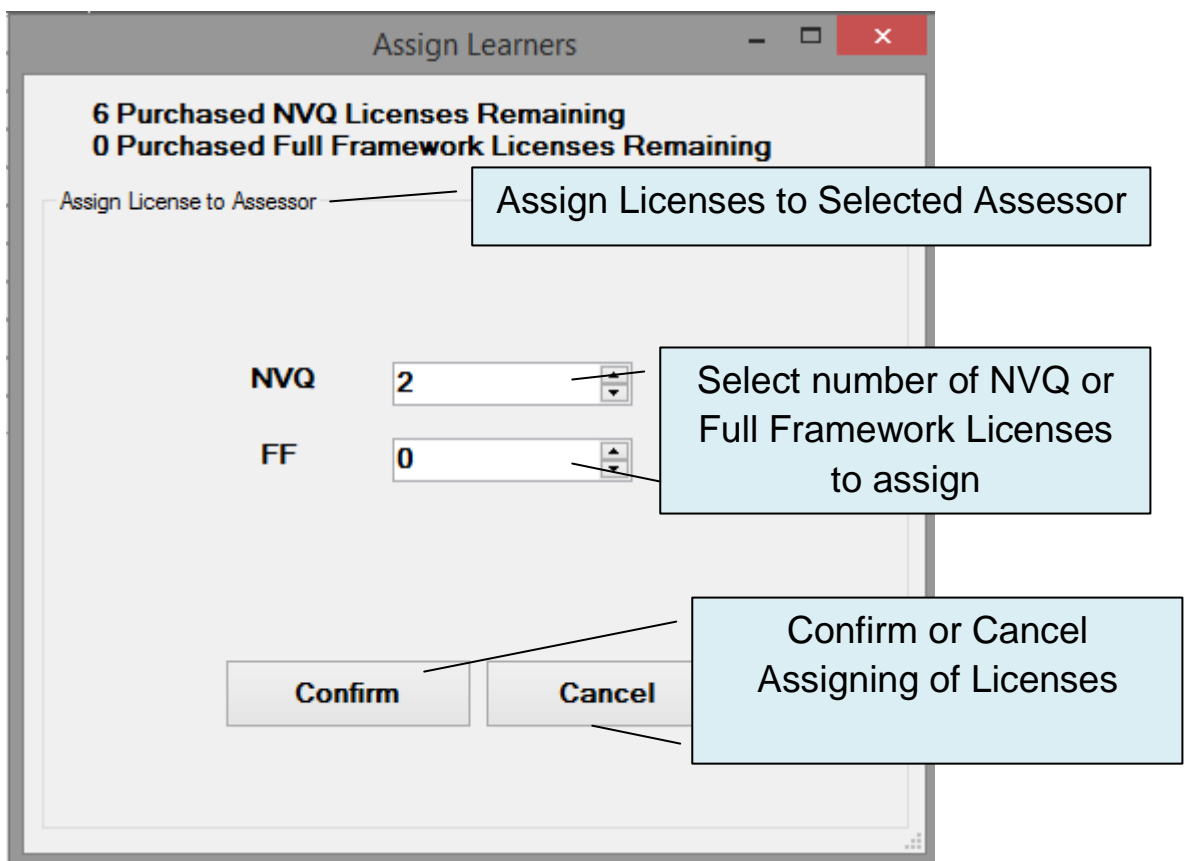 Assign Learners
6 Purchased NVQ Licenses Remaining
0 Purchased Full Framework Licenses Remaining
Assign License to Assessor
Assign Licenses to Selected Assessor
NVQ
2
Select number of NVQ or
Full Framework Licenses
to assign
FF
0
Confirm or Cancel
Assigning of Licenses
Confirm
Cancel